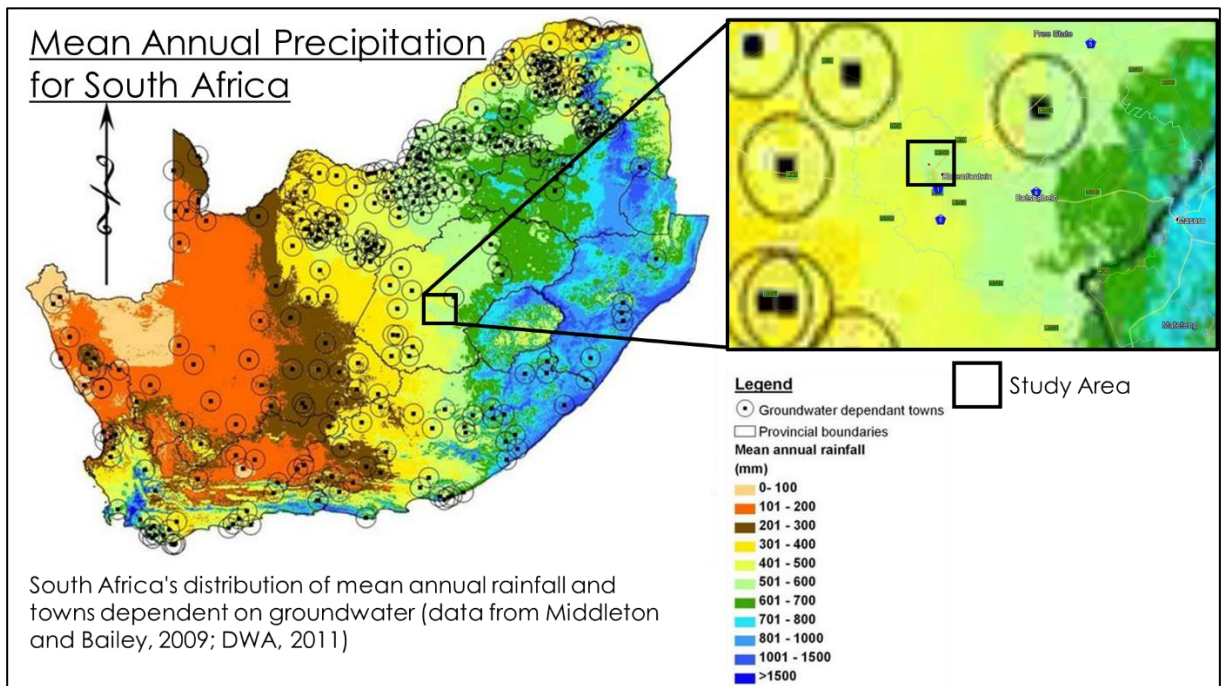 Mean Annual Precipitation
for South Africa
Free State
Bloemfontein
Botshabelo
Maseru
Mafeteng
Legend
Groundwater dependant towns
Provincial boundaries
Mean annual rainfall
(mm)
0- 100
101 - 200
201 - 300
301 - 400
401 - 500
501 - 600
601 - 700
701 - 800
801 - 1000
1001 - 1500
>1500
Study Area
South Africa's distribution of mean annual rainfall and
towns dependent on groundwater (data from Middleton
and Bailey, 2009; DWA, 2011)